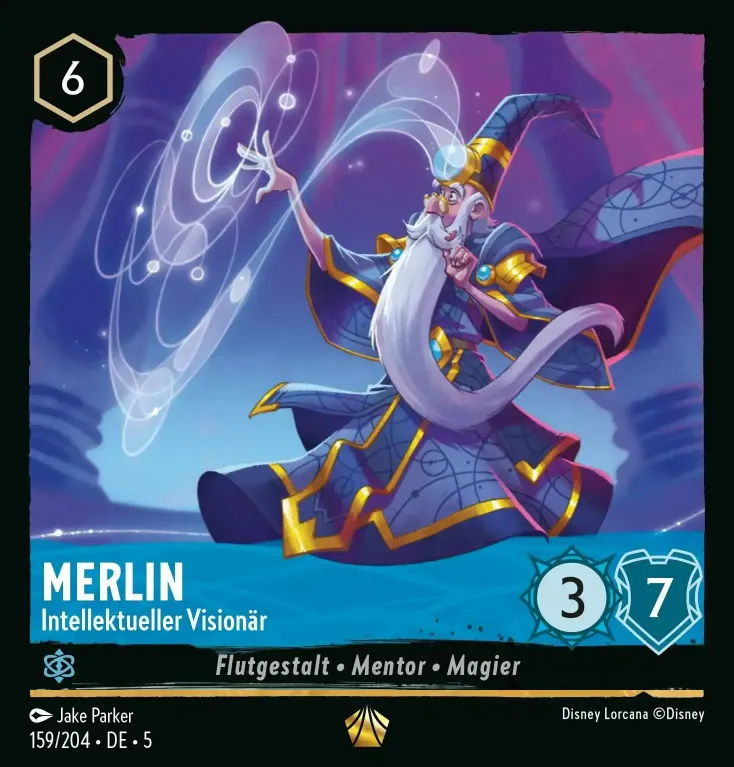 6
MERLIN
Intellektueller Visionär
3
7
Flutgestalt • Mentor • Magier
Jake Parker
Disney Lorcana ©Disney
159/204 • DE • 5